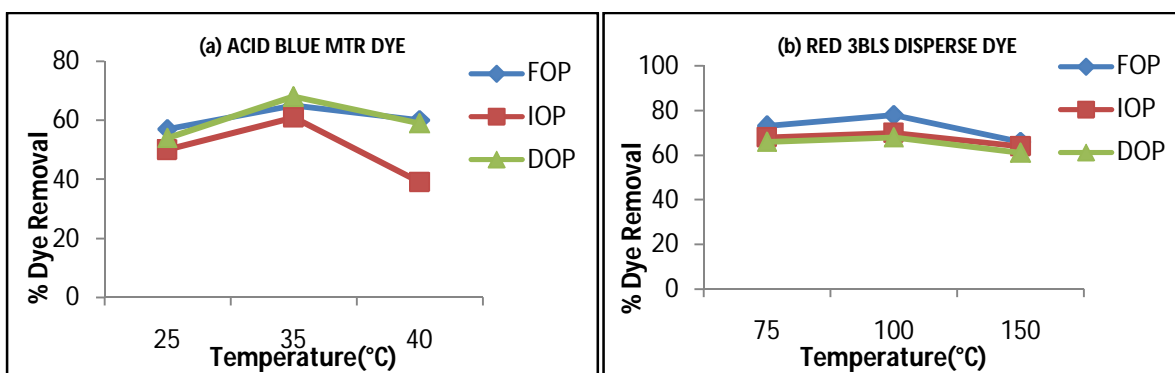 (a) ACID BLUE MTR DYE
% Dye Removal
80
60
40
20
0
25 35 40
Temperature(°C)
FOP
IOP
DOP
(b) RED 3BLS DISPERSE DYE
% Dye Removal
100
80
60
40
20
0
75 100 150
Temperature(°C)
FOP
IOP
DOP